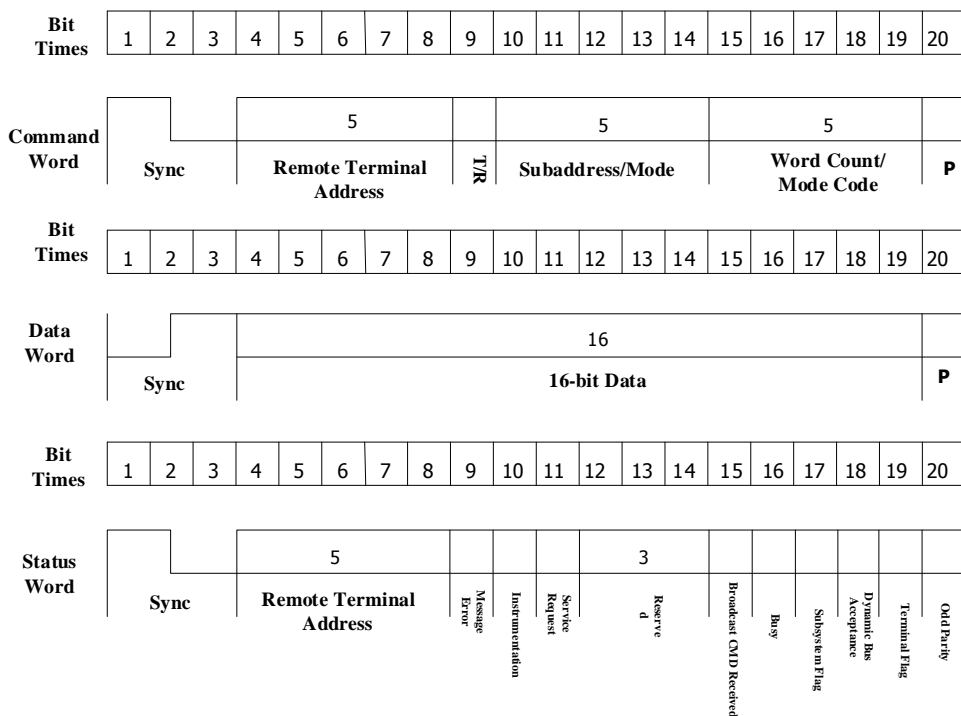 Bit
Times
1 2 3 4 5 6 7 8 9 10 11 12 13 14 15 16 17 18 19 20
Command
Word
5 5 5
Sync
Remote Terminal
Address
T/R
Subaddress/Mode
Word Count/
Mode Code
P
Bit
Times
1 2 3 4 5 6 7 8 9 10 11 12 13 14 15 16 17 18 19 20
Data
Word
16
Sync
16-bit Data
P
Bit
Times
1 2 3 4 5 6 7 8 9 10 11 12 13 14 15 16 17 18 19 20
Status
Word
5 3
Sync
Remote Terminal
Address
Message
Error
Instrumentation
Service
Request
Reserve
d
Broadcast CMD Received
Busy
Subsystem Flag
Dynamic Bus
Acceptance
Terminal Flag
Odd Parity